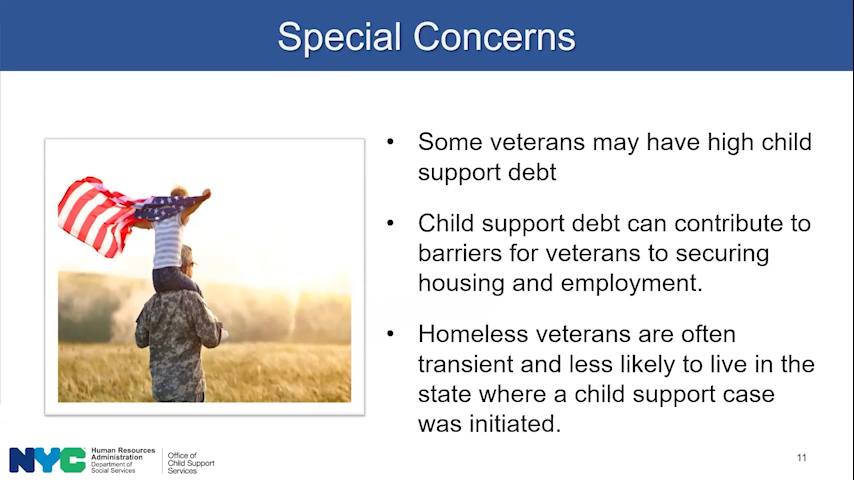 Special Concerns
• Some veterans may have high child
support debt
• Child support debt can contribute to
barriers for veterans to securing
housing and employment.
• Homeless veterans are often
transient and less likely to live in the
state where a child support case
was initiated.
NYC
Human Resources
Administration
Department of
Social Services
Office of
Child Support
Services
11